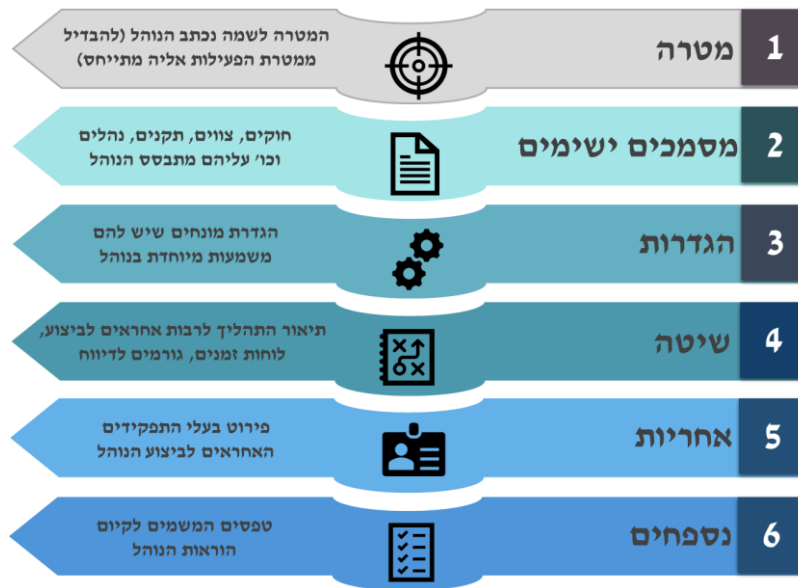 1
מטרה
המטרה לשמה נכתב הנוהל (להבדיל
ממטרת הפעילות אליה מתייחס)
2
מסמכים ישימים
חוקים, צווים, תקנים, נהלים
וכו' עליהם מתבסס הנוהל
3
הגדרות
הגדרת מונחים שיש להם
משמעות מיוחדת בנוהל
4
שיטה
תיאור התהליך לרבות אחראים לביצוע,
לוחות זמנים, גורמים לדיווח
5
אחריות
פירוט בעלי התפקידים
האחראים לביצוע הנוהל
6
נספחים
טפסים המשמים לקיום
הוראות הנוהל